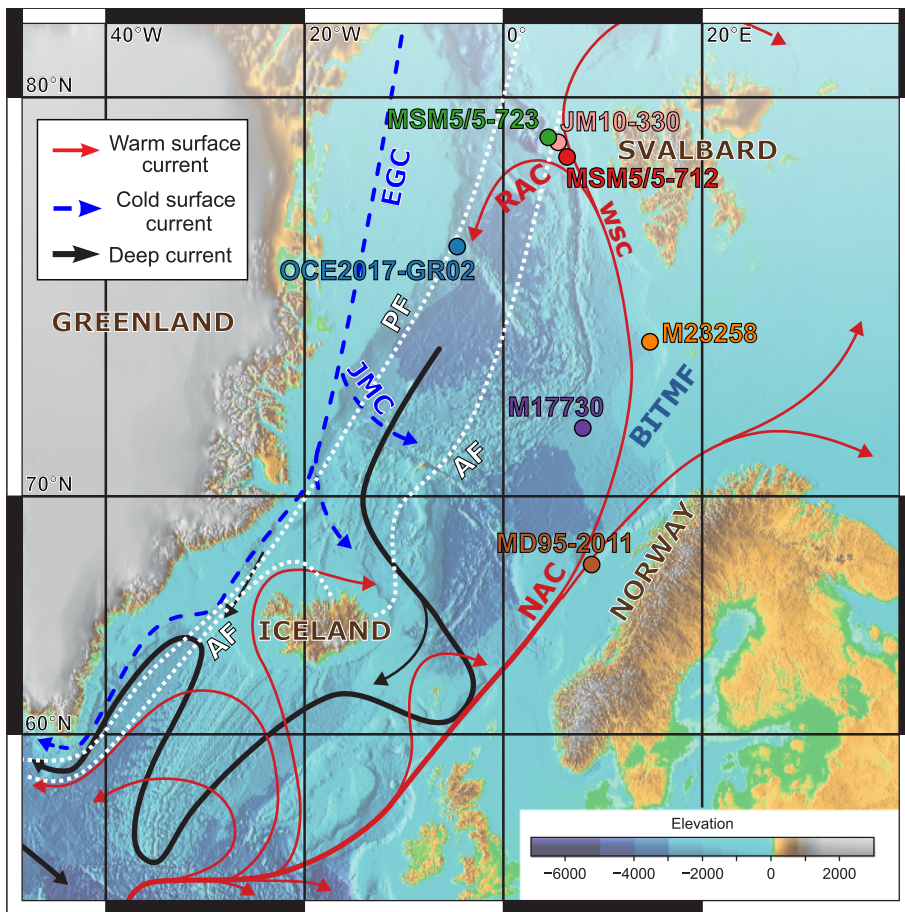 40°W
20°W
0°
20°E
80°N
MSM5/5-723
JM10-330
SVALBARD
MSM5/5-712
Warm surface
current
Cold surface
current
Deep current
EGC
RAC
WSC
OCE2017-GR02
GREENLAND
PF
M23258
JMC
BITMF
M17730
AF
70°N
MD95-2011
NORWAY
NAC
ICELAND
AF
60°N
Elevation
−6000
−4000
−2000
0
2000